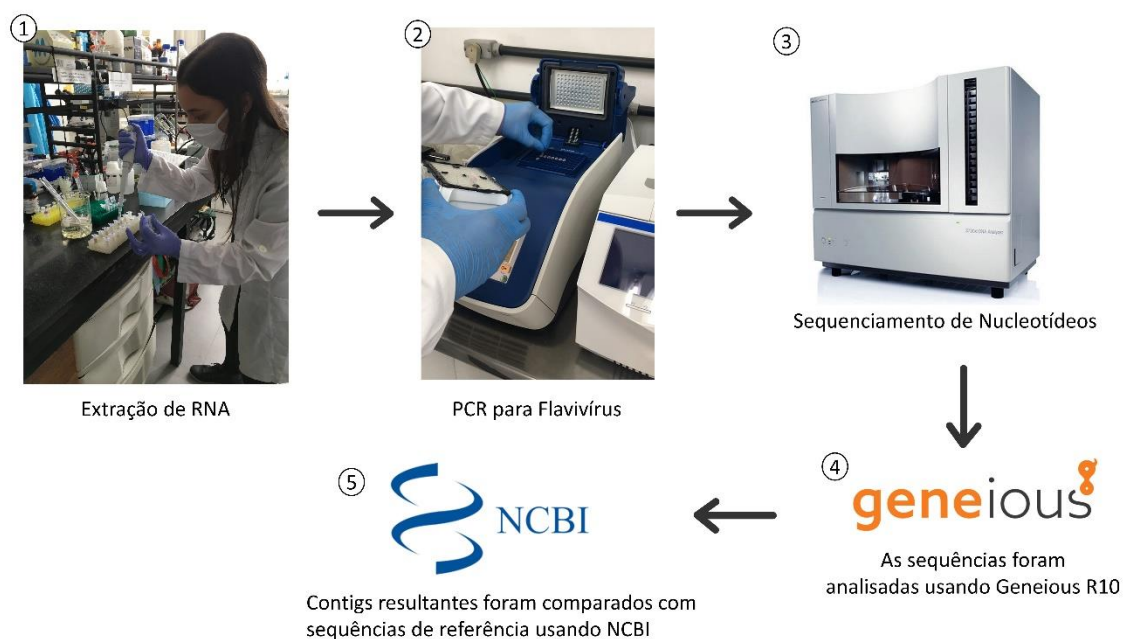 ①
②
③
Extração de RNA
PCR para Flavivírus
Sequenciamento de Nucleotídeos
④
geneious
As sequências foram
analisadas usando Geneious R10
⑤
NCBI
Contigs resultantes foram comparados com
sequências de referência usando NCBI